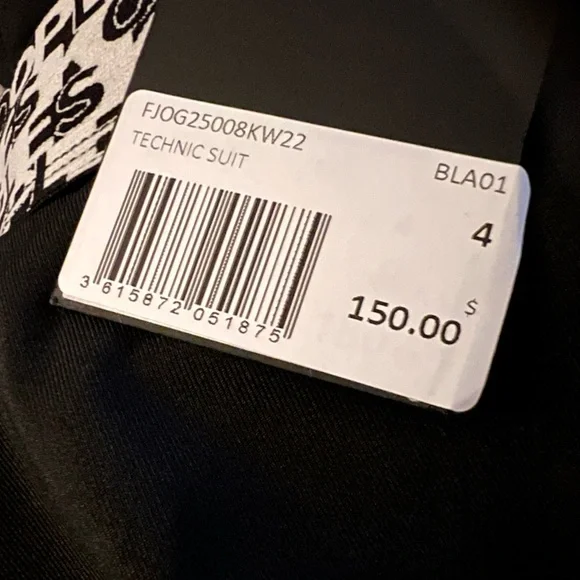 FJOG25008KW22
TECHNIC SUIT
BLA01
4
3 615872 051875
$
150.00